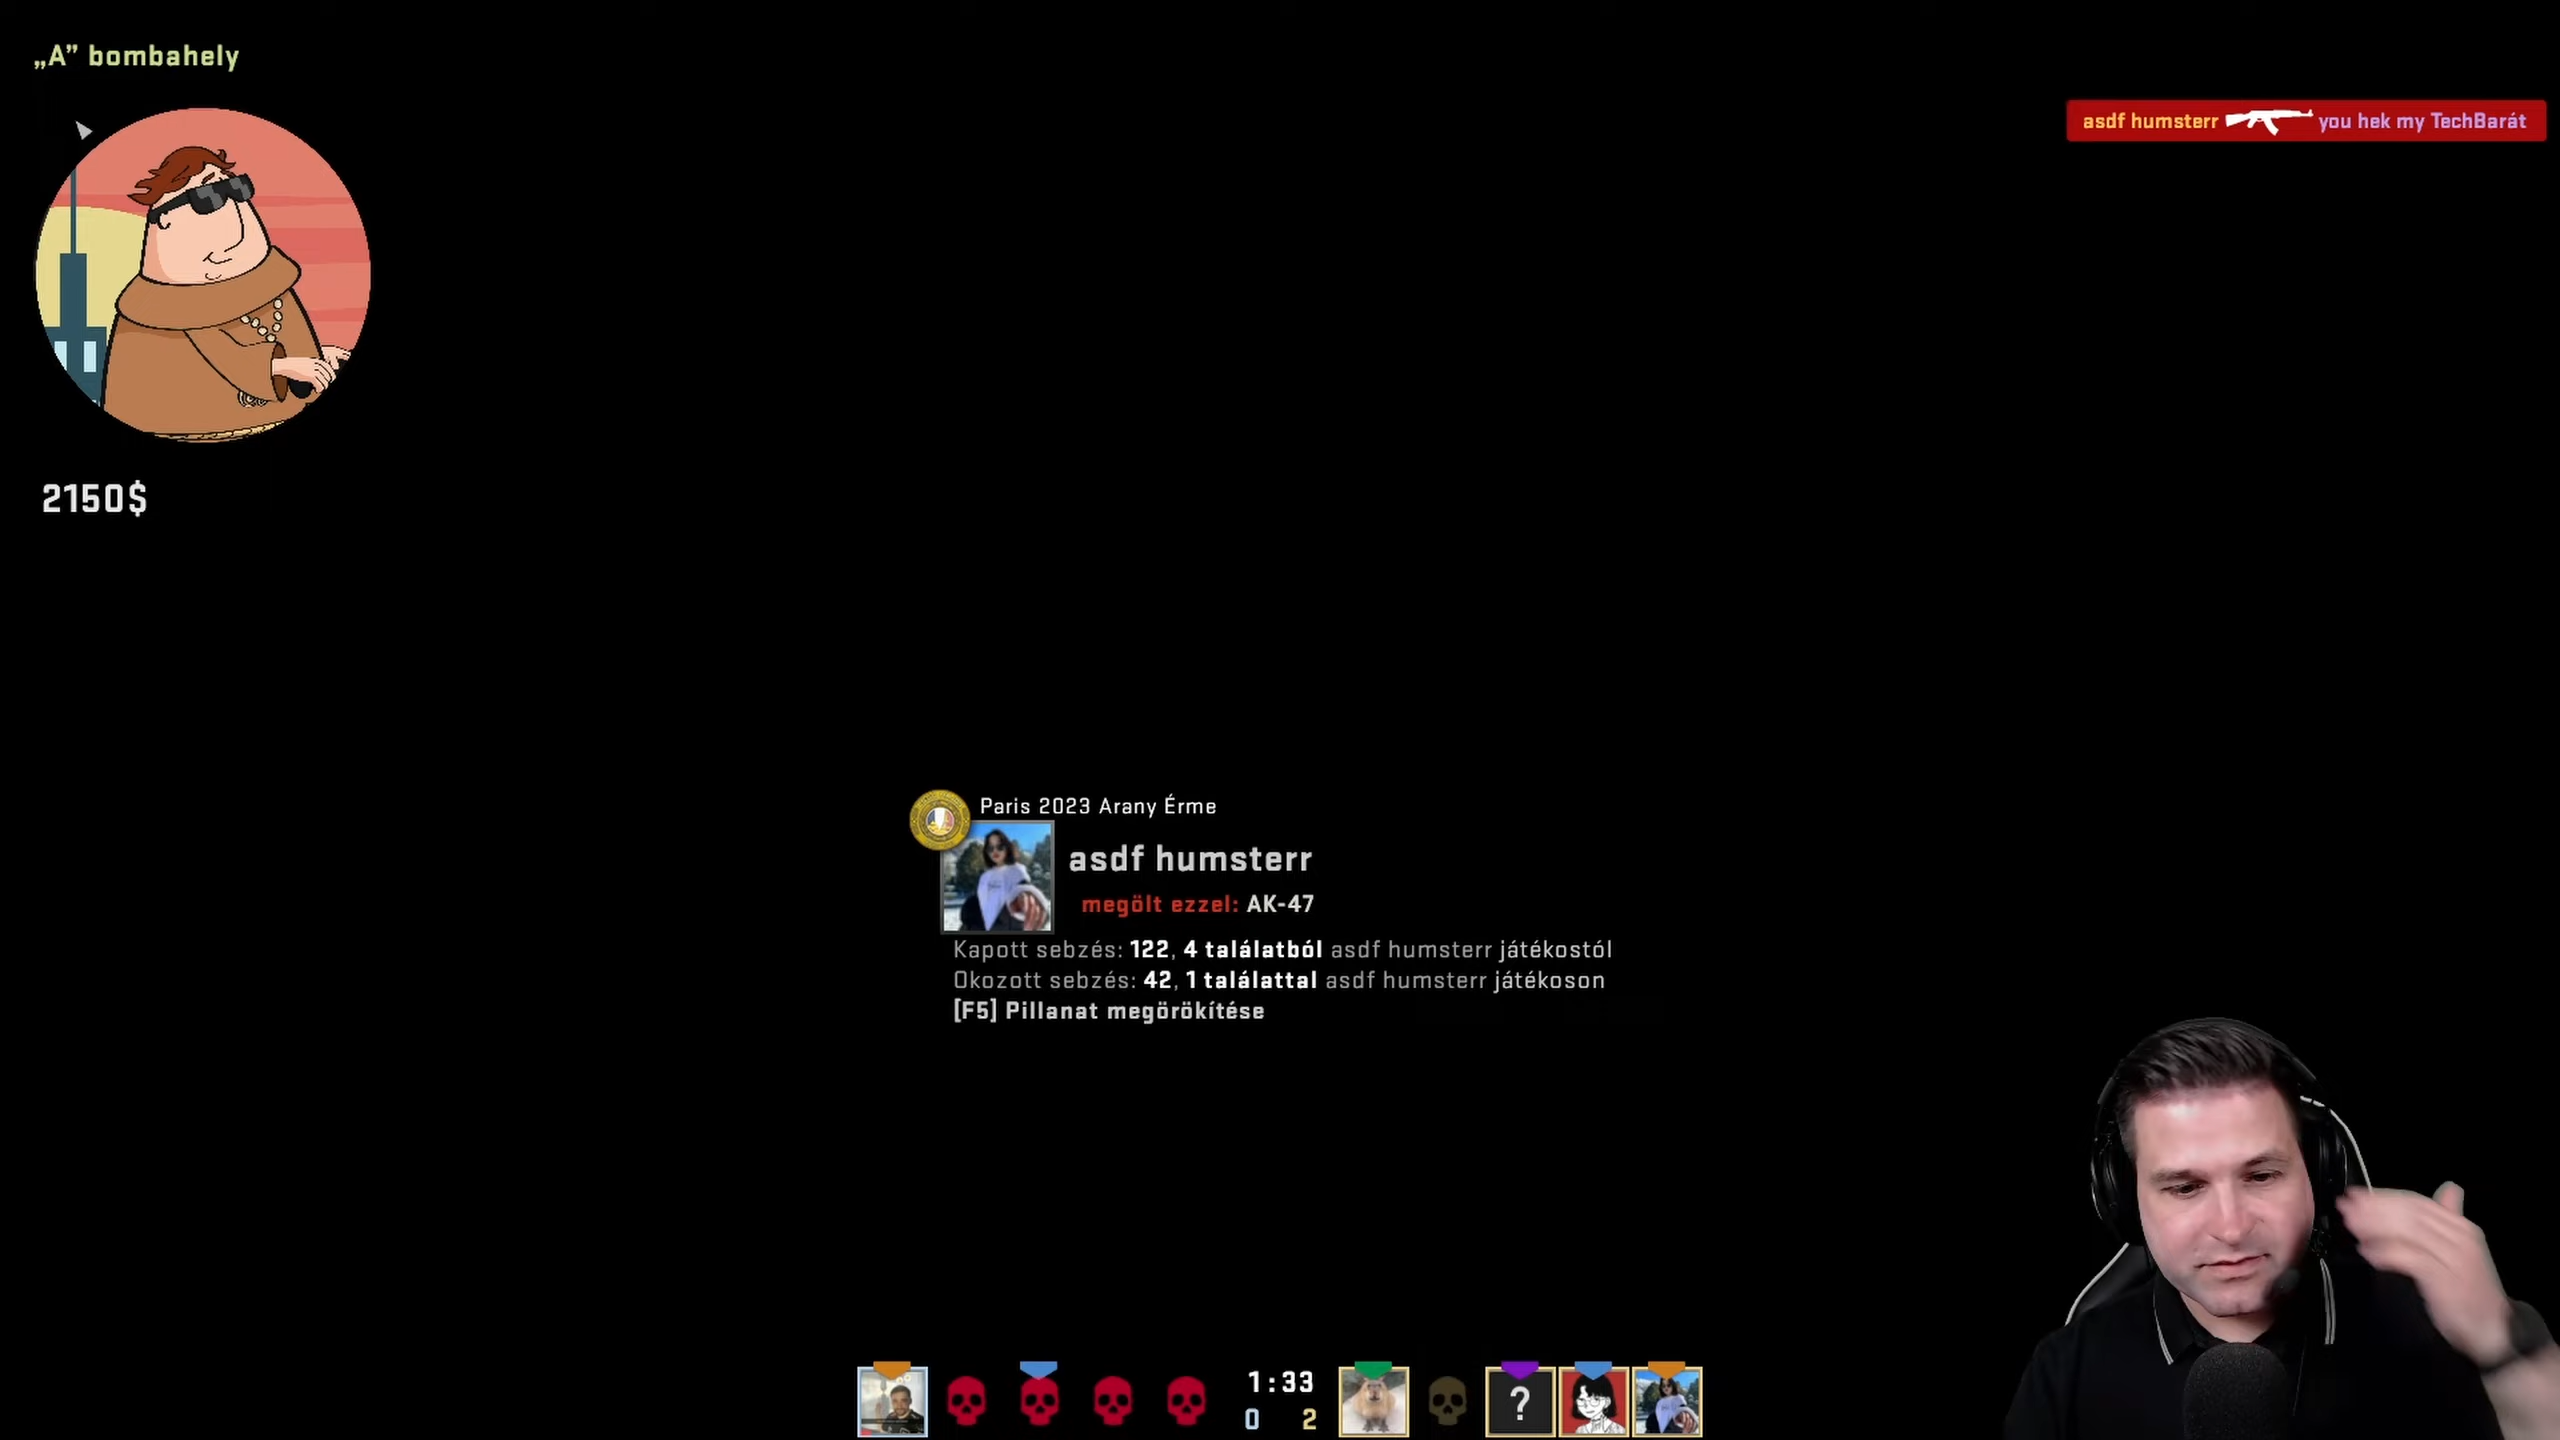 „A” bombahely
asdf humsterr you hek my TechBarát
2150$
Paris 2023 Arany Érme
asdf humsterr
megölt ezzel: AK-47
Kapott sebzés: 122, 4 találatból asdf humsterr játékostól
Okozott sebzés: 42, 1 találattal asdf humsterr játékoson
[F5] Pillanat megörökítése
1:33
0 2
?